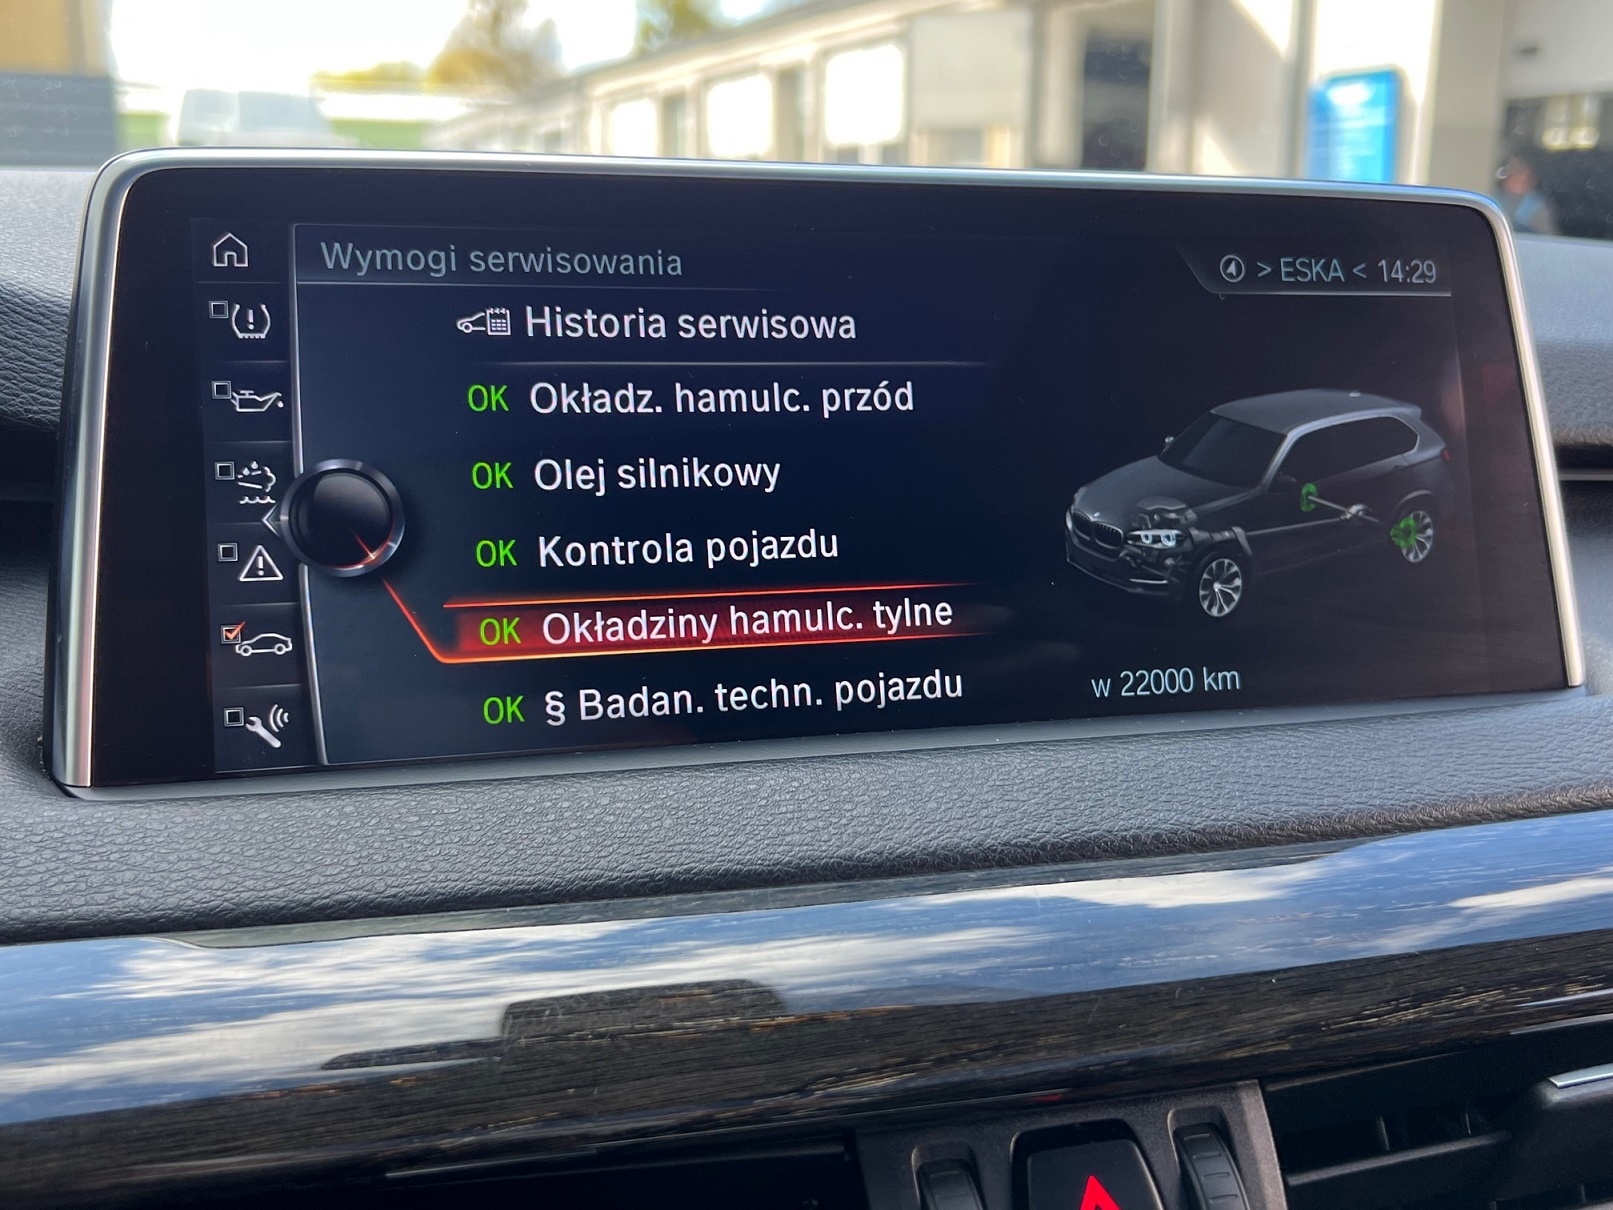 Wymogi serwisowania
> ESKA < 14:29
Historia serwisowa
OK Okładz. hamulc. przód
OK Olej silnikowy
OK Kontrola pojazdu
OK Okładziny hamulc. tylne
OK § Badan. techn. pojazdu
w 22000 km